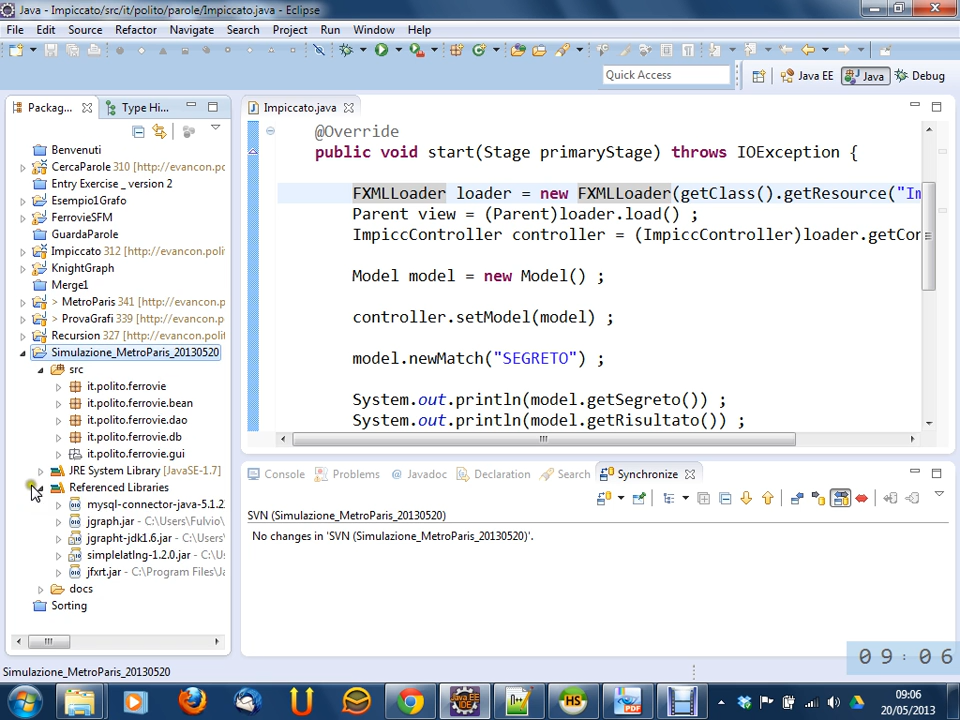 Java - Impiccato/src/it/polito/parole/Impiccato.java - Eclipse
File Edit Source Refactor Navigate Search Project Run Window Help
Quick Access
Java EE Java Debug
Packag... Type Hi...
Impiccato.java
Benvenuti
CercaParole 310 [http://evancon.po
Entry Exercise _ version 2
Esempio1Grafo
FerrovieSFM
GuardaParole
Impiccato 312 [http://evancon.polit
KnightGraph
Merge1
> MetroParis 341 [http://evancon.p
> ProvaGrafi 339 [http://evancon.p
Recursion 327 [http://evancon.polit
Simulazione_MetroParis_20130520
src
it.polito.ferrovie
it.polito.ferrovie.bean
it.polito.ferrovie.dao
it.polito.ferrovie.db
it.polito.ferrovie.gui
JRE System Library [JavaSE-1.7]
Referenced Libraries
mysql-connector-java-5.1.2
jgraph.jar - C:\Users\Fulvio\
jgrapht-jdk1.6.jar - C:\Users\
simplelatlng-1.2.0.jar - C:\U
jfxrt.jar - C:\Program Files\Ja
docs
Sorting
@Override
public void start(Stage primaryStage) throws IOException {
FXMLLoader loader = new FXMLLoader(getClass().getResource("Im
Parent view = (Parent)loader.load() ;
ImpiccController controller = (ImpiccController)loader.getCon
Model model = new Model() ;
controller.setModel(model) ;
model.newMatch("SEGRETO") ;
System.out.println(model.getSegreto()) ;
System.out.println(model.getRisultato()) ;
Console Problems @ Javadoc Declaration Search Synchronize
SVN (Simulazione_MetroParis_20130520)
No changes in 'SVN (Simulazione_MetroParis_20130520)'.
Simulazione_MetroParis_20130520
09:06
Java EE IDE
HS
PDF
09:06
20/05/2013